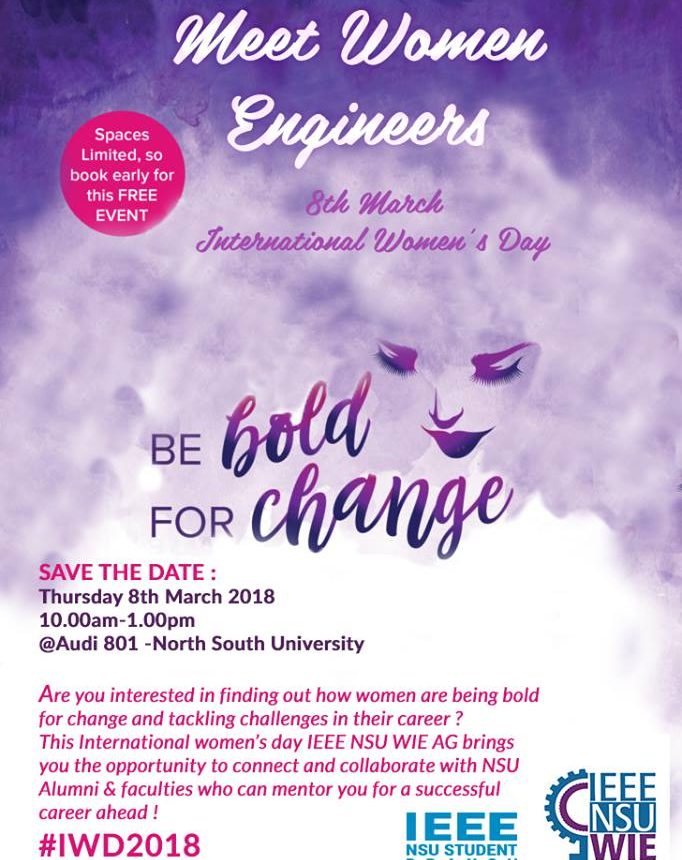 Meet Women
Engineers
Spaces
Limited, so
book early for
this FREE
EVENT
8th March
International Women's Day
BE bold
FOR change
SAVE THE DATE :
Thursday 8th March 2018
10.00am-1.00pm
@Audi 801 -North South University
Are you interested in finding out how women are being bold
for change and tackling challenges in their career ?
This International women's day IEEE NSU WIE AG brings
you the opportunity to connect and collaborate with NSU
Alumni & faculties who can mentor you for a successful
career ahead !
#IWD2018
IEEE
NSU STUDENT
IEEE
NSU
WIE